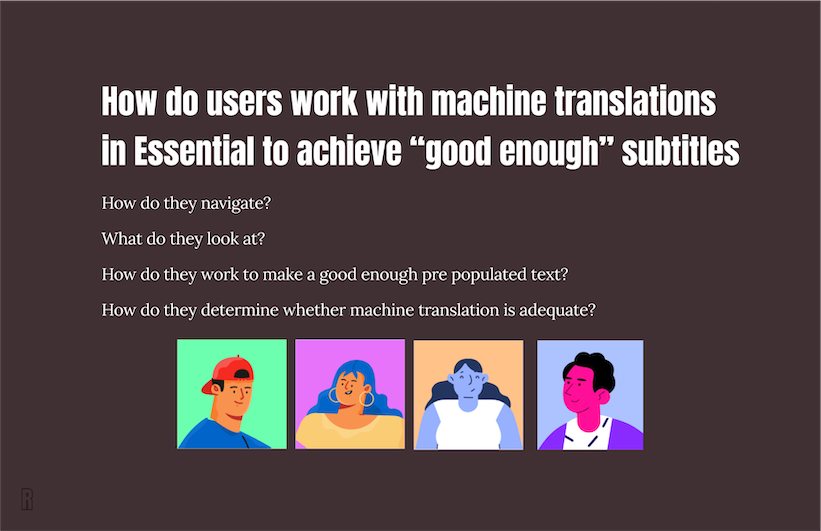 How do users work with machine translations
in Essential to achieve “good enough” subtitles
How do they navigate?
What do they look at?
How do they work to make a good enough pre populated text?
How do they determine whether machine translation is adequate?
R